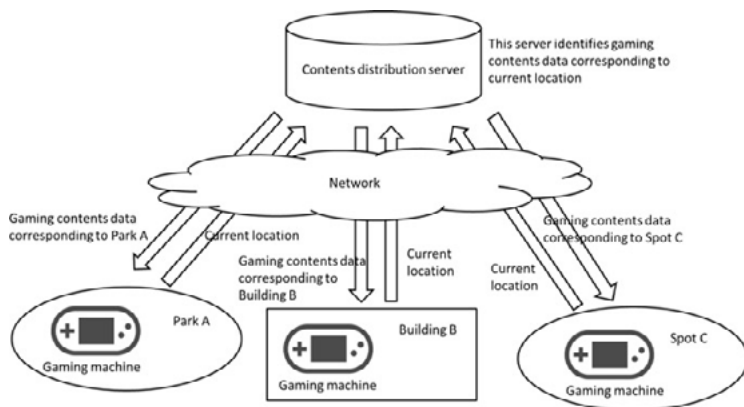 Contents distribution server
This server identifies gaming
contents data corresponding to
current location
Network
Gaming contents data
corresponding to Park A
Current location
Gaming contents data
corresponding to
Building B
Current
location
Gaming contents data
corresponding to Spot C
Current
location
Park A
Gaming machine
Building B
Gaming machine
Spot C
Gaming machine